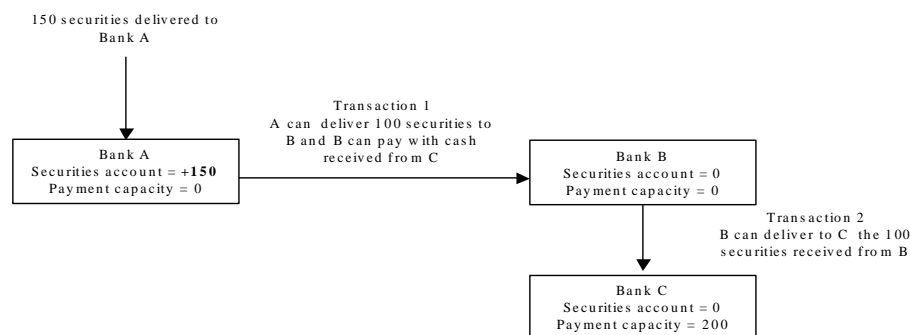 150 securities delivered to
Bank A
Transaction 1
A can deliver 100 securities to
B and B can pay with cash
received from C
Bank A
Securities account = +150
Payment capacity = 0
Bank B
Securities account = 0
Payment capacity = 0
Transaction 2
B can deliver to C the 100
securities received from B
Bank C
Securities account = 0
Payment capacity = 200